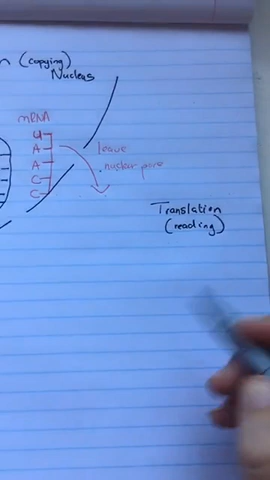 n (copying)
Nucleus
mRNA
U
A
A
C
C
leave
nuclear pore
Translation
(reading)